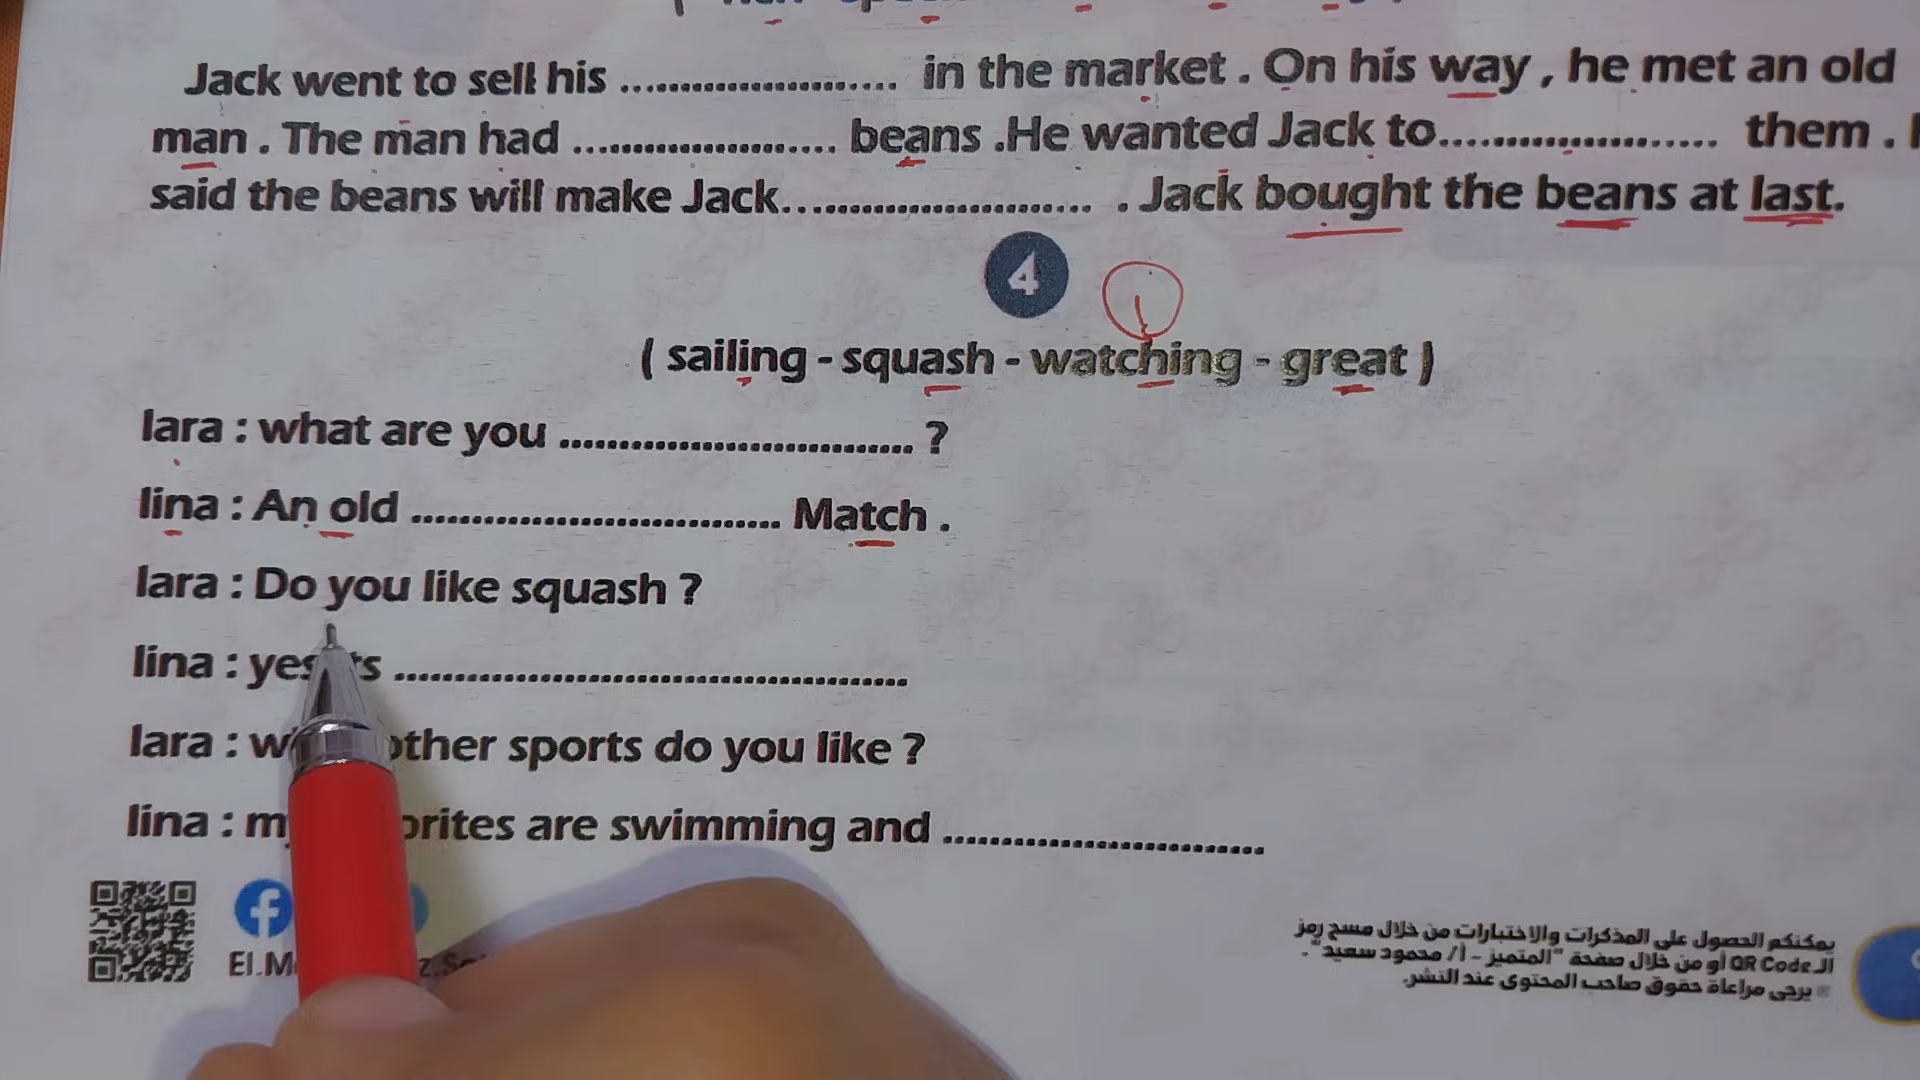 Jack went to sell his ........................ in the market . On his way , he met an old
man . The man had ........................ beans .He wanted Jack to........................ them .
said the beans will make Jack........................ . Jack bought the beans at last.
4
( sailing - squash - watching - great )
lara : what are you ........................ ?
lina : An old ........................ Match .
lara : Do you like squash ?
lina : yes ........................
lara : other sports do you like ?
lina : are swimming and ........................
يمكنكم الحصول على المذكرات والاختبارات من خلال مسح رمز
الـ QR Code أو من خلال صفحة "المتميز - أ/ محمود سعيد" .
يرجى مراعاة حقوق صاحب المحتوى عند النشر.